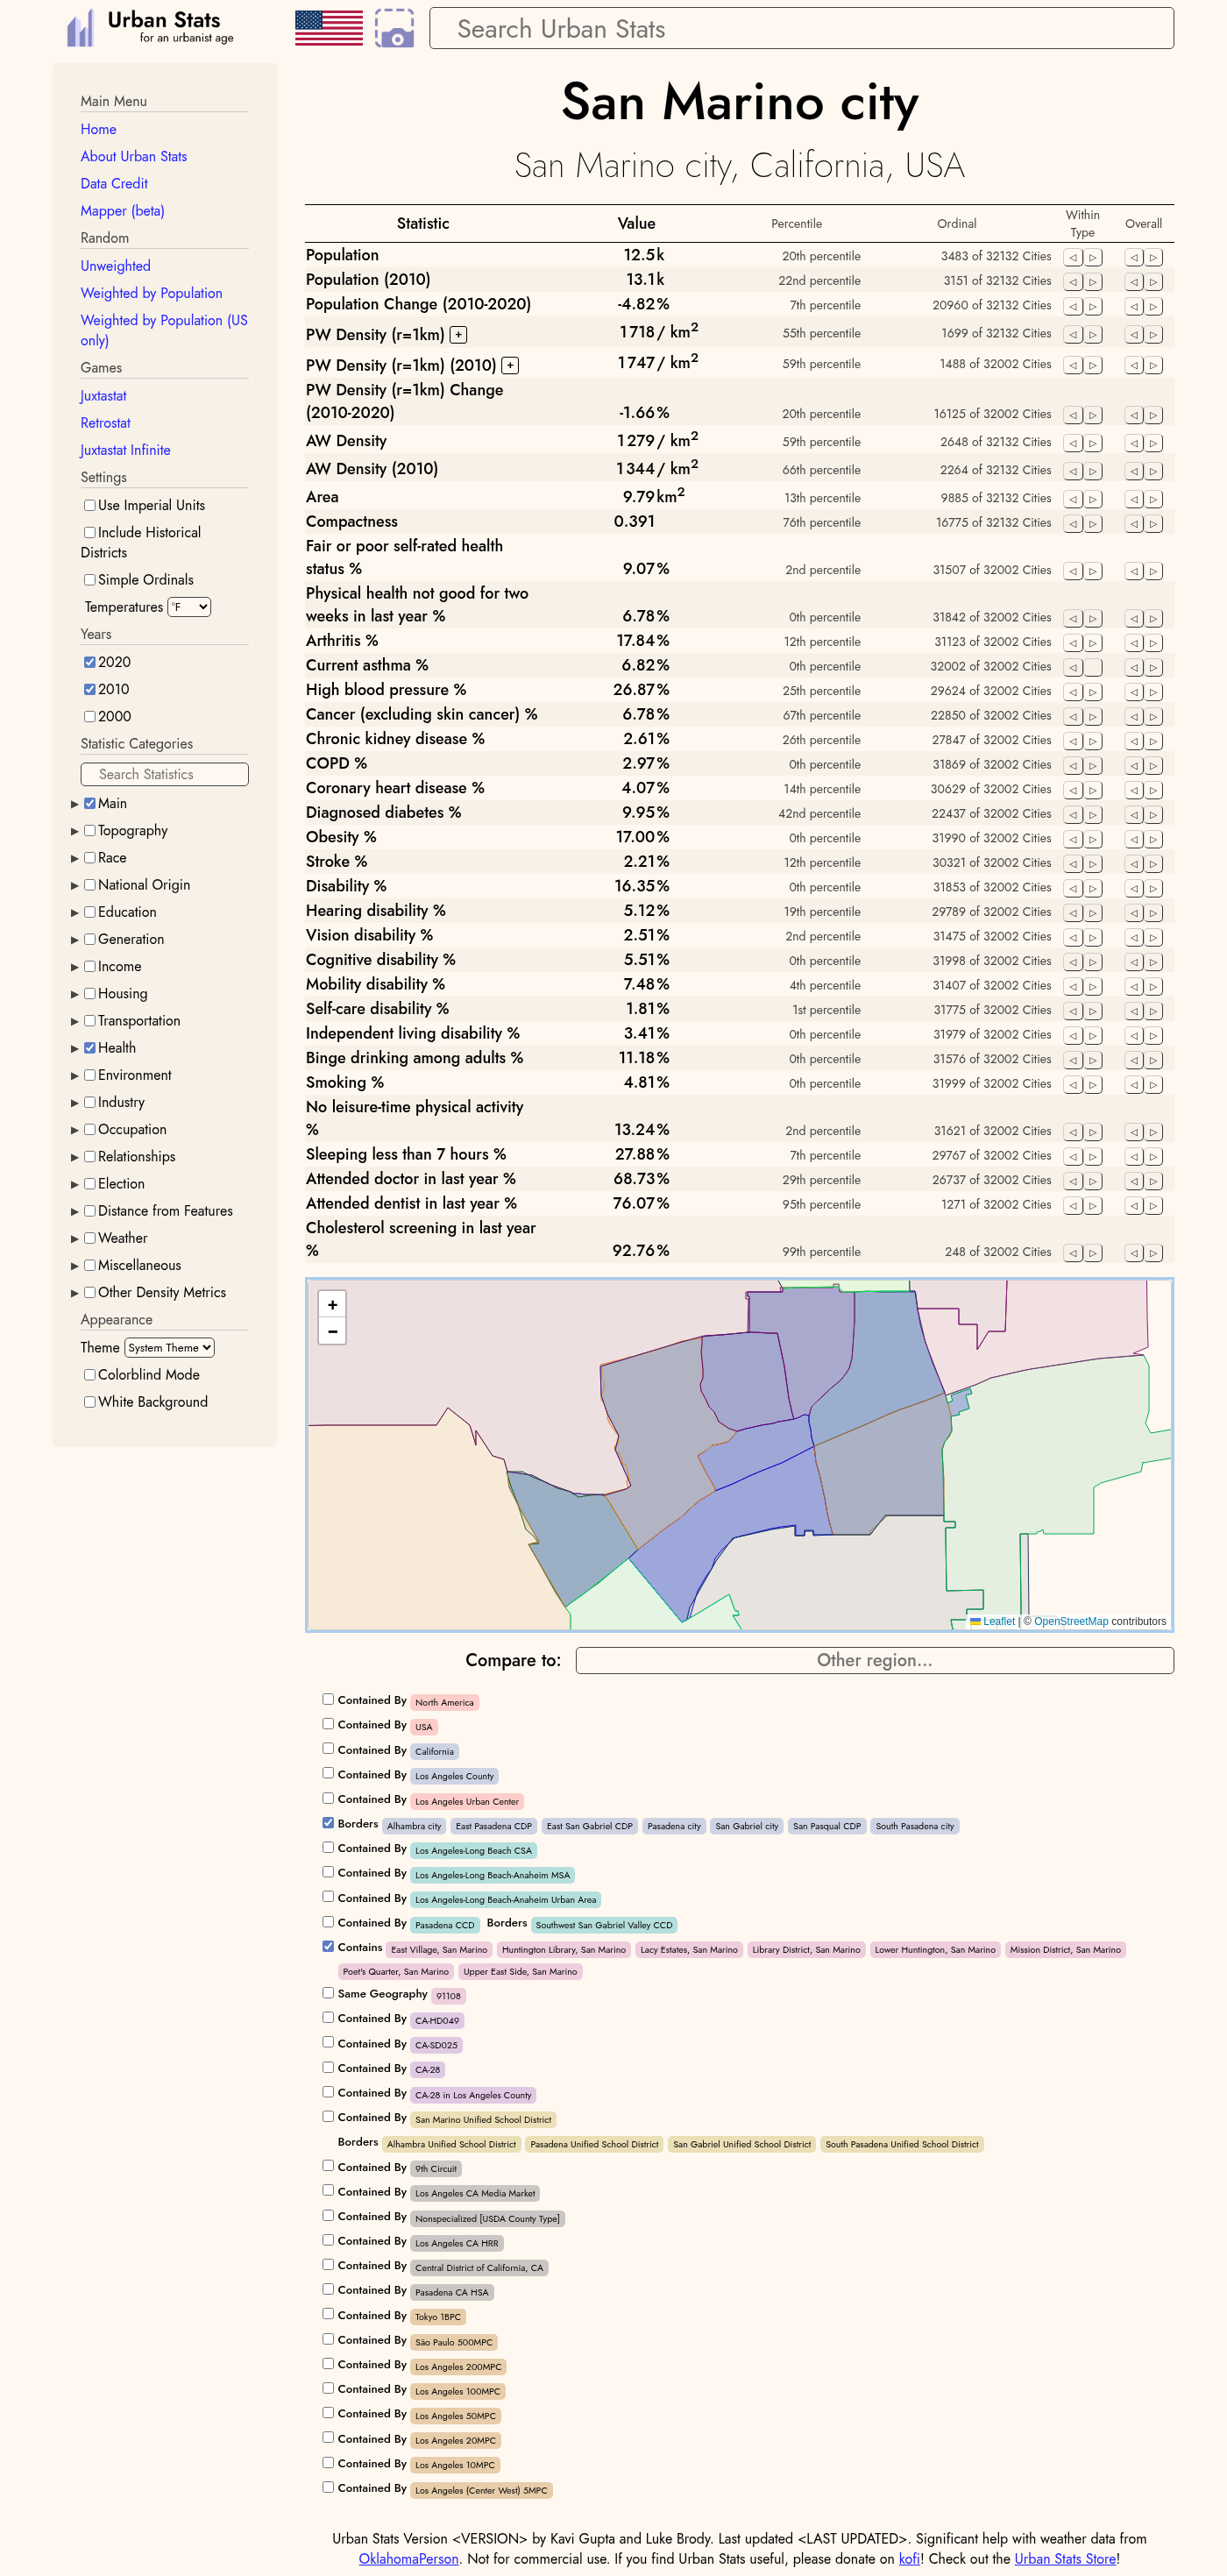 Urban Stats
for an urbanist age
Search Urban Stats
Main Menu
Home
About Urban Stats
Data Credit
Mapper (beta)
Random
Unweighted
Weighted by Population
Weighted by Population (US
only)
Games
Juxtastat
Retrostat
Juxtastat Infinite
Settings
Use Imperial Units
Include Historical
Districts
Simple Ordinals
Temperatures °F
Years
2020
2010
2000
Statistic Categories
Search Statistics
Main
Topography
Race
National Origin
Education
Generation
Income
Housing
Transportation
Health
Environment
Industry
Occupation
Relationships
Election
Distance from Features
Weather
Miscellaneous
Other Density Metrics
Appearance
Theme System Theme
Colorblind Mode
White Background
San Marino city
San Marino city, California, USA
Statistic Value Percentile Ordinal Within Type Overall
Population 12.5k 20th percentile 3483 of 32132 Cities
Population (2010) 13.1k 22nd percentile 3151 of 32132 Cities
Population Change (2010-2020) -4.82% 7th percentile 20960 of 32132 Cities
PW Density (r=1km) + 1718 / km2 55th percentile 1699 of 32132 Cities
PW Density (r=1km) (2010) + 1747 / km2 59th percentile 1488 of 32132 Cities
PW Density (r=1km) Change
(2010-2020) -1.66% 20th percentile 16125 of 32002 Cities
AW Density 1279 / km2 59th percentile 2648 of 32132 Cities
AW Density (2010) 1344 / km2 66th percentile 2264 of 32132 Cities
Area 9.79 km2 13th percentile 9885 of 32132 Cities
Compactness 0.391 76th percentile 16775 of 32132 Cities
Fair or poor self-rated health
status % 9.07% 2nd percentile 31507 of 32002 Cities
Physical health not good for two
weeks in last year % 6.78% 0th percentile 31842 of 32002 Cities
Arthritis % 17.84% 12th percentile 31123 of 32002 Cities
Current asthma % 6.82% 0th percentile 32002 of 32002 Cities
High blood pressure % 26.87% 25th percentile 29624 of 32002 Cities
Cancer (excluding skin cancer) % 6.78% 67th percentile 22850 of 32002 Cities
Chronic kidney disease % 2.61% 26th percentile 27847 of 32002 Cities
COPD % 2.97% 0th percentile 31869 of 32002 Cities
Coronary heart disease % 4.07% 14th percentile 30629 of 32002 Cities
Diagnosed diabetes % 9.95% 42nd percentile 22437 of 32002 Cities
Obesity % 17.00% 0th percentile 31990 of 32002 Cities
Stroke % 2.21% 12th percentile 30321 of 32002 Cities
Disability % 16.35% 0th percentile 31853 of 32002 Cities
Hearing disability % 5.12% 19th percentile 29789 of 32002 Cities
Vision disability % 2.51% 2nd percentile 31475 of 32002 Cities
Cognitive disability % 5.51% 0th percentile 31998 of 32002 Cities
Mobility disability % 7.48% 4th percentile 31407 of 32002 Cities
Self-care disability % 1.81% 1st percentile 31775 of 32002 Cities
Independent living disability % 3.41% 0th percentile 31979 of 32002 Cities
Binge drinking among adults % 11.18% 0th percentile 31576 of 32002 Cities
Smoking % 4.81% 0th percentile 31999 of 32002 Cities
No leisure-time physical activity
% 13.24% 2nd percentile 31621 of 32002 Cities
Sleeping less than 7 hours % 27.88% 7th percentile 29767 of 32002 Cities
Attended doctor in last year % 68.73% 29th percentile 26737 of 32002 Cities
Attended dentist in last year % 76.07% 95th percentile 1271 of 32002 Cities
Cholesterol screening in last year
% 92.76% 99th percentile 248 of 32002 Cities
+
−
Leaflet | © OpenStreetMap contributors
Compare to: Other region...
Contained By North America
Contained By USA
Contained By California
Contained By Los Angeles County
Contained By Los Angeles Urban Center
Borders Alhambra city East Pasadena CDP East San Gabriel CDP Pasadena city San Gabriel city San Pasqual CDP South Pasadena city
Contained By Los Angeles-Long Beach CSA
Contained By Los Angeles-Long Beach-Anaheim MSA
Contained By Los Angeles-Long Beach-Anaheim Urban Area
Contained By Pasadena CCD Borders Southwest San Gabriel Valley CCD
Contains East Village, San Marino Huntington Library, San Marino Lacy Estates, San Marino Library District, San Marino Lower Huntington, San Marino Mission District, San Marino
Poet's Quarter, San Marino Upper East Side, San Marino
Same Geography 91108
Contained By CA-HD049
Contained By CA-SD025
Contained By CA-28
Contained By CA-28 in Los Angeles County
Contained By San Marino Unified School District
Borders Alhambra Unified School District Pasadena Unified School District San Gabriel Unified School District South Pasadena Unified School District
Contained By 9th Circuit
Contained By Los Angeles CA Media Market
Contained By Nonspecialized [USDA County Type]
Contained By Los Angeles CA HRR
Contained By Central District of California, CA
Contained By Pasadena CA HSA
Contained By Tokyo 1BPC
Contained By São Paulo 500MPC
Contained By Los Angeles 200MPC
Contained By Los Angeles 100MPC
Contained By Los Angeles 50MPC
Contained By Los Angeles 20MPC
Contained By Los Angeles 10MPC
Contained By Los Angeles (Center West) 5MPC
Urban Stats Version <VERSION> by Kavi Gupta and Luke Brody. Last updated <LAST UPDATED>. Significant help with weather data from
OklahomaPerson. Not for commercial use. If you find Urban Stats useful, please donate on kofi! Check out the Urban Stats Store!